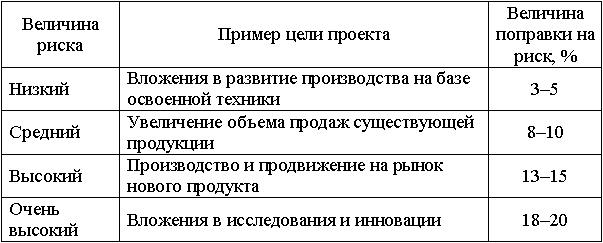 Величина риска
Пример цели проекта
Величина поправки на риск, %
Низкий
Вложения в развитие производства на базе
освоенной техники
3–5
Средний
Увеличение объема продаж существующей
продукции
8–10
Высокий
Производство и продвижение на рынок
нового продукта
13–15
Очень
высокий
Вложения в исследования и инновации
18–20